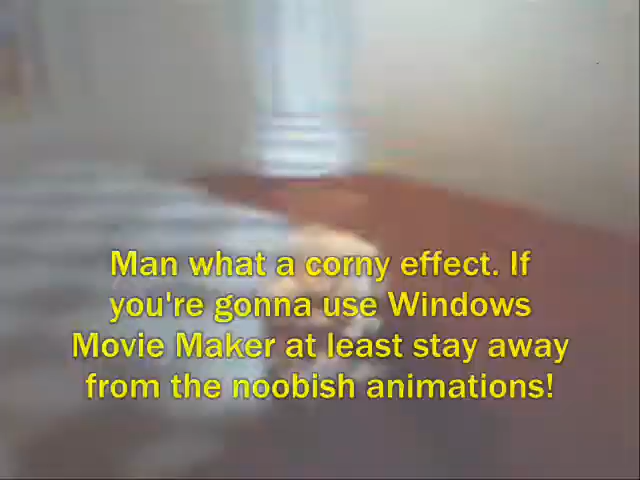 Man what a corny effect. If
you're gonna use Windows
Movie Maker at least stay away
from the noobish animations!